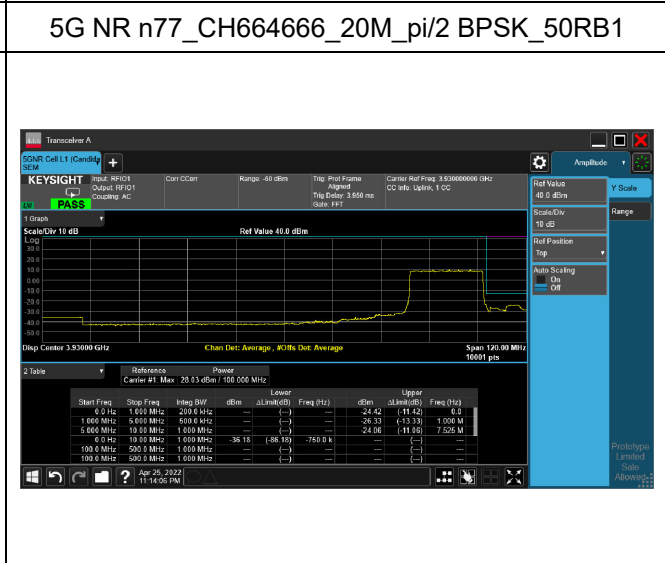 5G NR n77_CH664666_20M_pi/2 BPSK_50RB1
Transceiver A
5GNR Cell L1 (Candida
SEM
Amplitude
KEYSIGHT
Input: RFIO1
Output: RFIO1
Coupling: AC
Corr CCorr
Range: -60 dBm
Trig: Prot Frame
Aligned
Trig Delay: 3.950 ms
Gate: FFT
Carrier Ref Freq: 3.930000000 GHz
CC Info: Uplink, 1 CC
PASS
Ref Value
40.0 dBm
Y Scale
Scale/Div
10 dB
Range
Ref Position
Top
Auto Scaling
On
Off
1 Graph
Scale/Div 10 dB
Ref Value 40.0 dBm
Log
30.0
20.0
10.0
0.00
-10.0
-20.0
-30.0
-40.0
-50.0
Disp Center 3.93000 GHz
Chan Det: Average , #Offs Det: Average
Span 120.00 MHz
10001 pts
2 Table
Reference Power
Carrier #1: Max 28.03 dBm / 100.000 MHz
Lower Upper
Start Freq Stop Freq Integ BW dBm ΔLimit(dB) Freq (Hz) dBm ΔLimit(dB) Freq (Hz)
0.0 Hz 1.000 MHz 200.0 kHz --- (---) --- -24.42 (-11.42) 0.0
1.000 MHz 5.000 MHz 500.0 kHz --- (---) --- -26.33 (-13.33) 1.000 M
5.000 MHz 10.00 MHz 1.000 MHz --- (---) --- -24.06 (-11.06) 7.525 M
0.0 Hz 10.00 MHz 1.000 MHz -36.18 (-86.18) -750.0 k --- (---) ---
100.0 MHz 500.0 MHz 1.000 MHz --- (---) --- --- (---) ---
100.0 MHz 500.0 MHz 1.000 MHz --- (---) --- --- (---) ---
Prototype
Limited
Sale
Allowed
Apr 25, 2022
11:14:06 PM